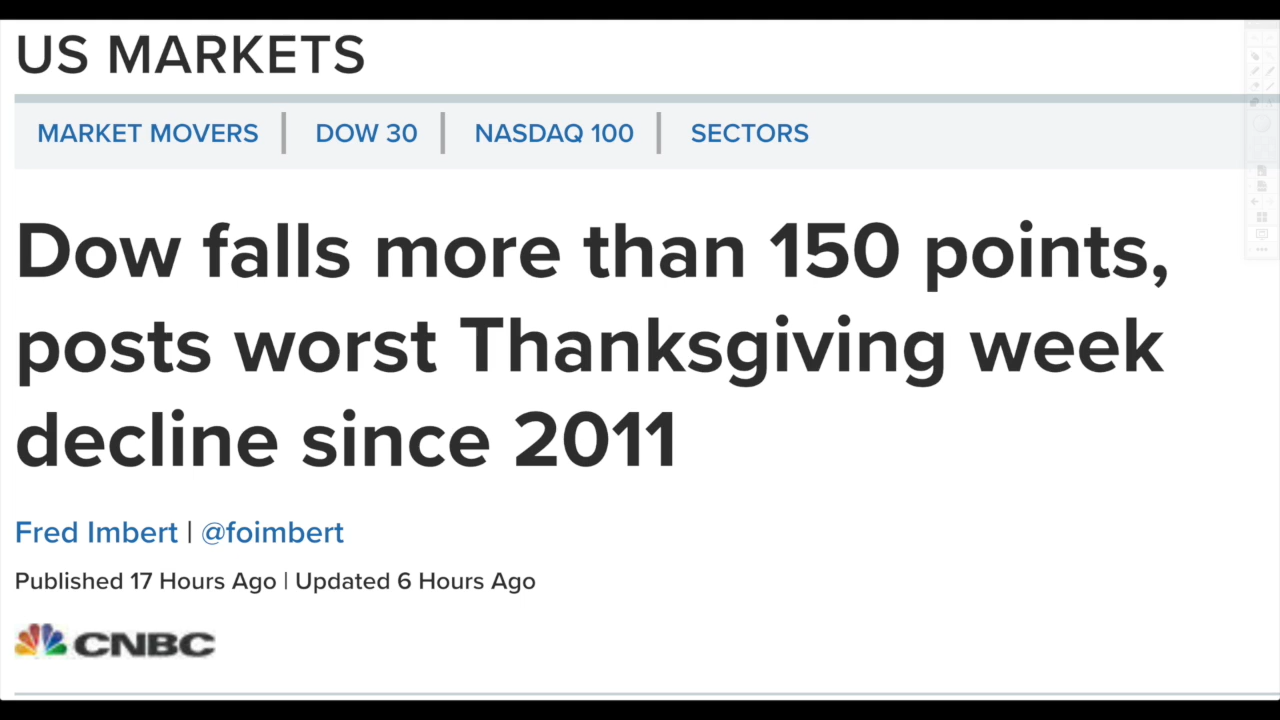 US MARKETS
MARKET MOVERS | DOW 30 | NASDAQ 100 | SECTORS
Dow falls more than 150 points,
posts worst Thanksgiving week
decline since 2011
Fred Imbert | @foimbert
Published 17 Hours Ago | Updated 6 Hours Ago
CNBC